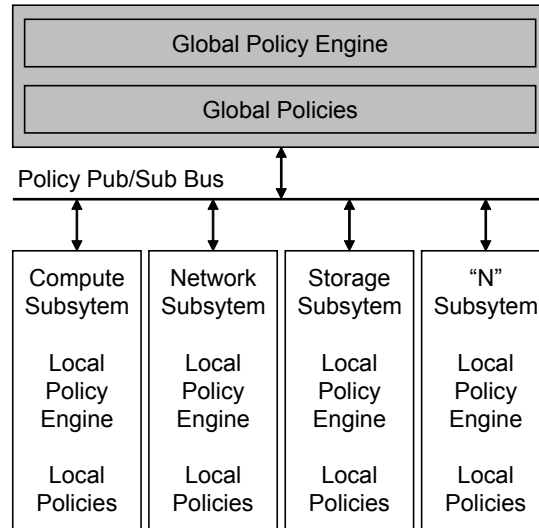 Global Policy Engine
Global Policies
Policy Pub/Sub Bus
Compute
Subsytem
Local
Policy
Engine
Local
Policies
Network
Subsytem
Local
Policy
Engine
Local
Policies
Storage
Subsytem
Local
Policy
Engine
Local
Policies
“N”
Subsytem
Local
Policy
Engine
Local
Policies